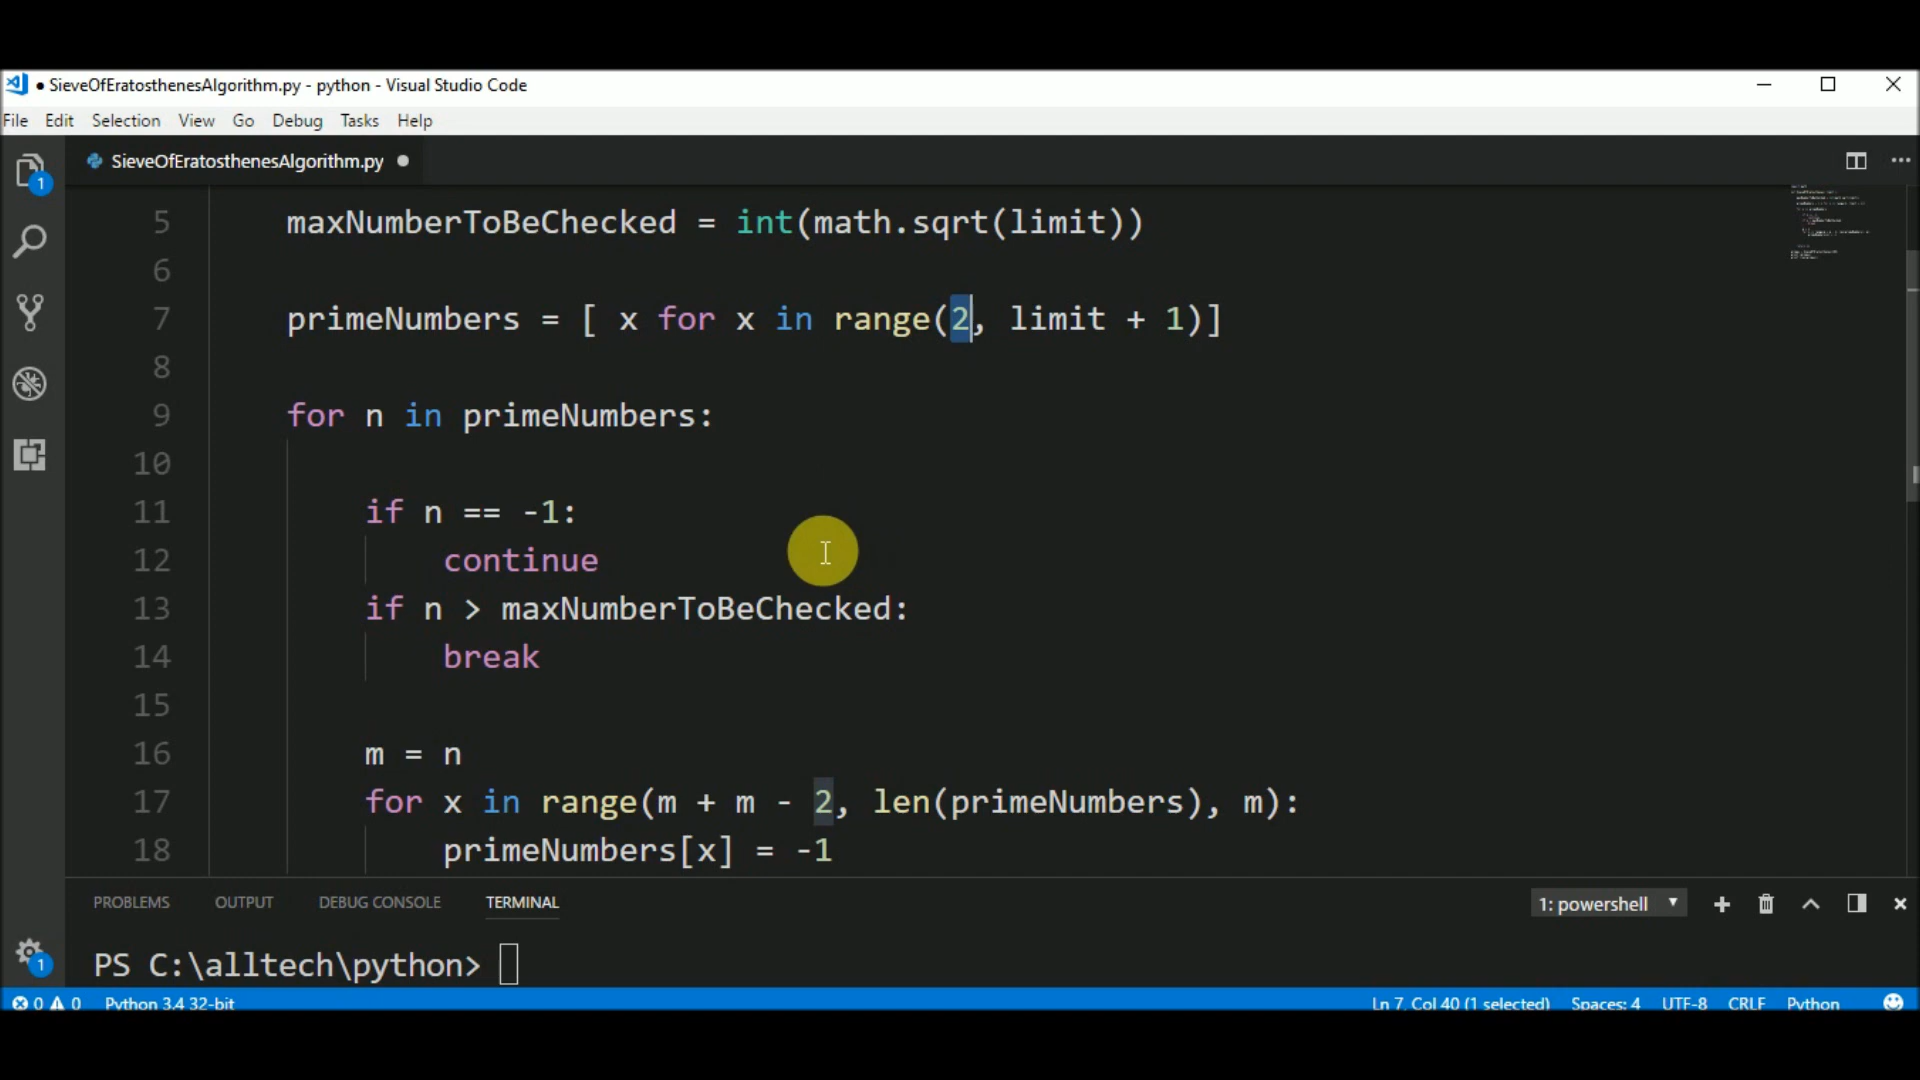 ● SieveOfEratosthenesAlgorithm.py - python - Visual Studio Code
File Edit Selection View Go Debug Tasks Help
SieveOfEratosthenesAlgorithm.py ●
5 maxNumberToBeChecked = int(math.sqrt(limit))
6
7 primeNumbers = [ x for x in range(2, limit + 1)]
8
9 for n in primeNumbers:
10
11 if n == -1:
12 continue
13 if n > maxNumberToBeChecked:
14 break
15
16 m = n
17 for x in range(m + m - 2, len(primeNumbers), m):
18 primeNumbers[x] = -1
1
PROBLEMS OUTPUT DEBUG CONSOLE TERMINAL 1: powershell
PS C:\alltech\python>
1
0 0 Python 3.4 32-bit Ln 7, Col 40 (1 selected) Spaces: 4 UTF-8 CRLF Python